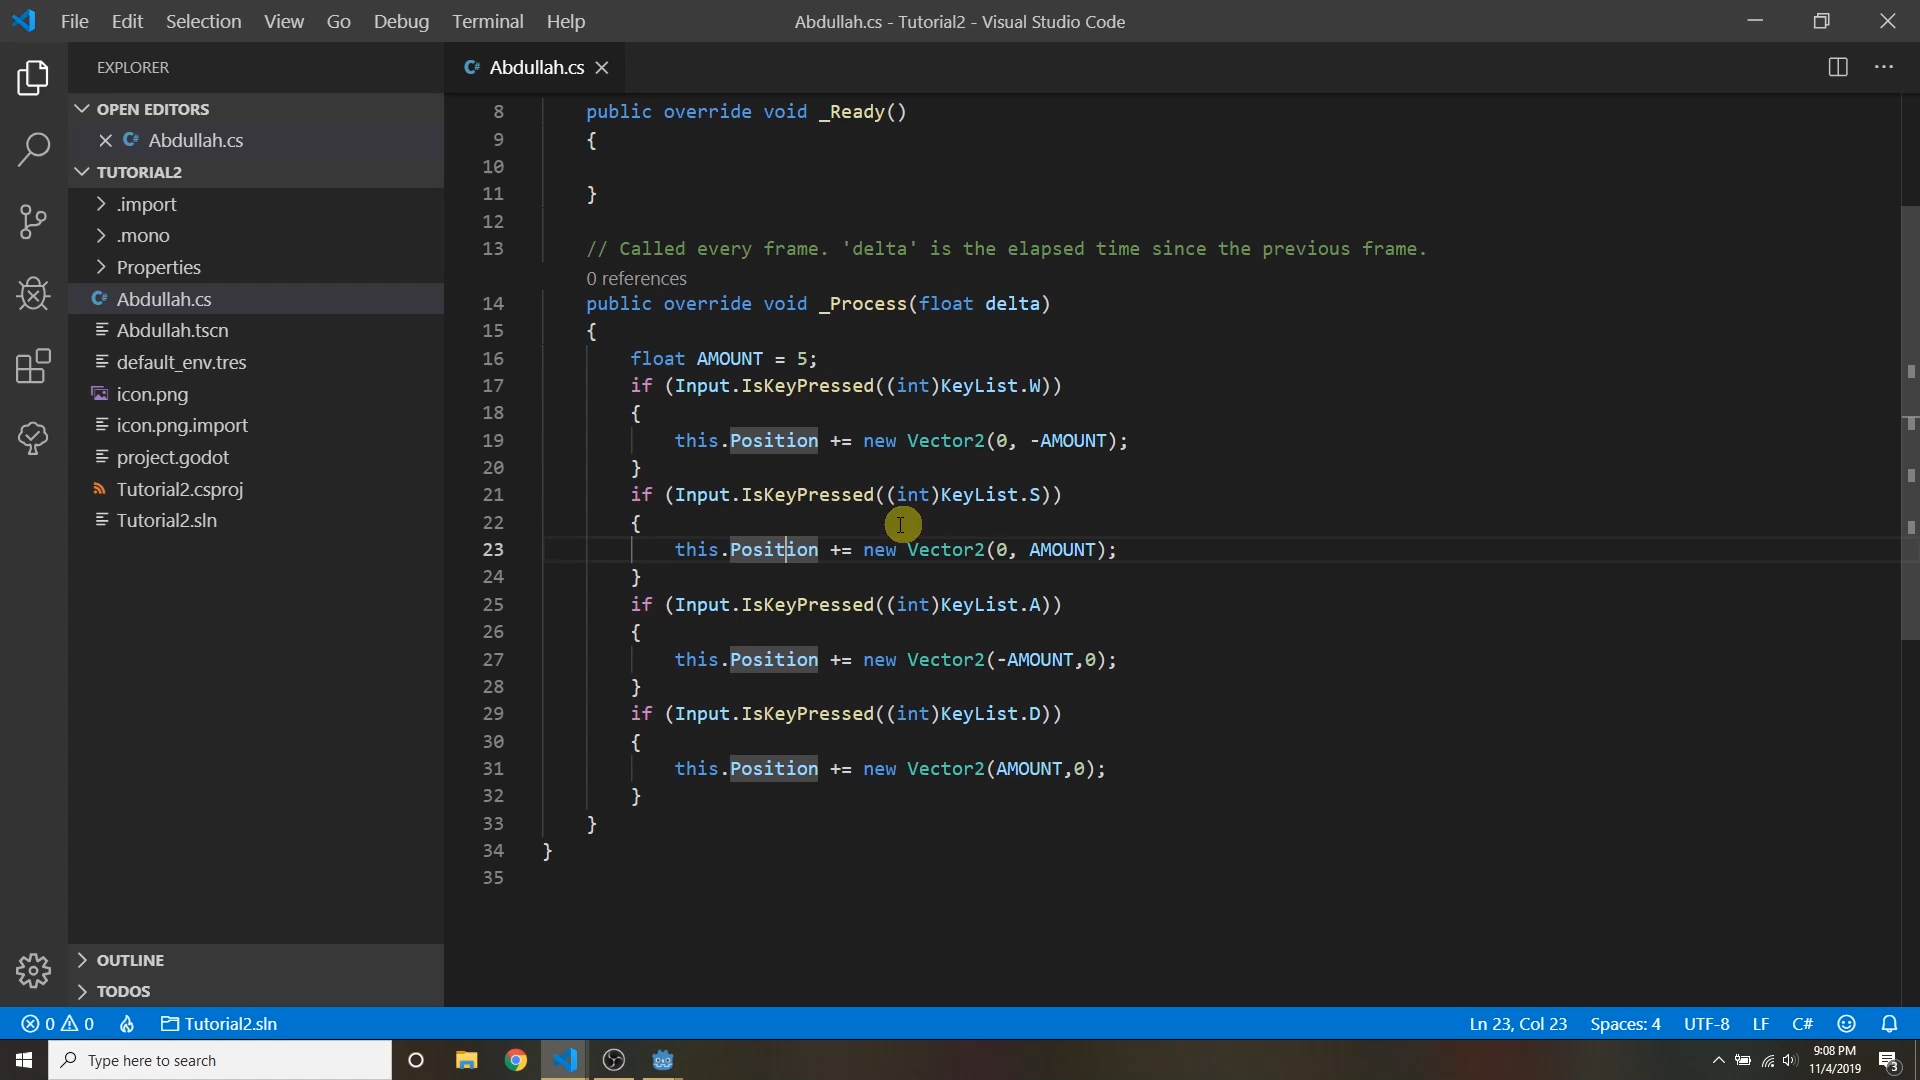 File Edit Selection View Go Debug Terminal Help Abdullah.cs - Tutorial2 - Visual Studio Code
EXPLORER
OPEN EDITORS
Abdullah.cs
TUTORIAL2
.import
.mono
Properties
Abdullah.cs
Abdullah.tscn
default_env.tres
icon.png
icon.png.import
project.godot
Tutorial2.csproj
Tutorial2.sln
OUTLINE
TODOS
Abdullah.cs
8 public override void _Ready()
9 {
10
11 }
12
13 // Called every frame. 'delta' is the elapsed time since the previous frame.
0 references
14 public override void _Process(float delta)
15 {
16 float AMOUNT = 5;
17 if (Input.IsKeyPressed((int)KeyList.W))
18 {
19 this.Position += new Vector2(0, -AMOUNT);
20 }
21 if (Input.IsKeyPressed((int)KeyList.S))
22 {
23 this.Position += new Vector2(0, AMOUNT);
24 }
25 if (Input.IsKeyPressed((int)KeyList.A))
26 {
27 this.Position += new Vector2(-AMOUNT,0);
28 }
29 if (Input.IsKeyPressed((int)KeyList.D))
30 {
31 this.Position += new Vector2(AMOUNT,0);
32 }
33 }
34 }
35
0 0 Tutorial2.sln Ln 23, Col 23 Spaces: 4 UTF-8 LF C#
Type here to search
9:08 PM
11/4/2019
3